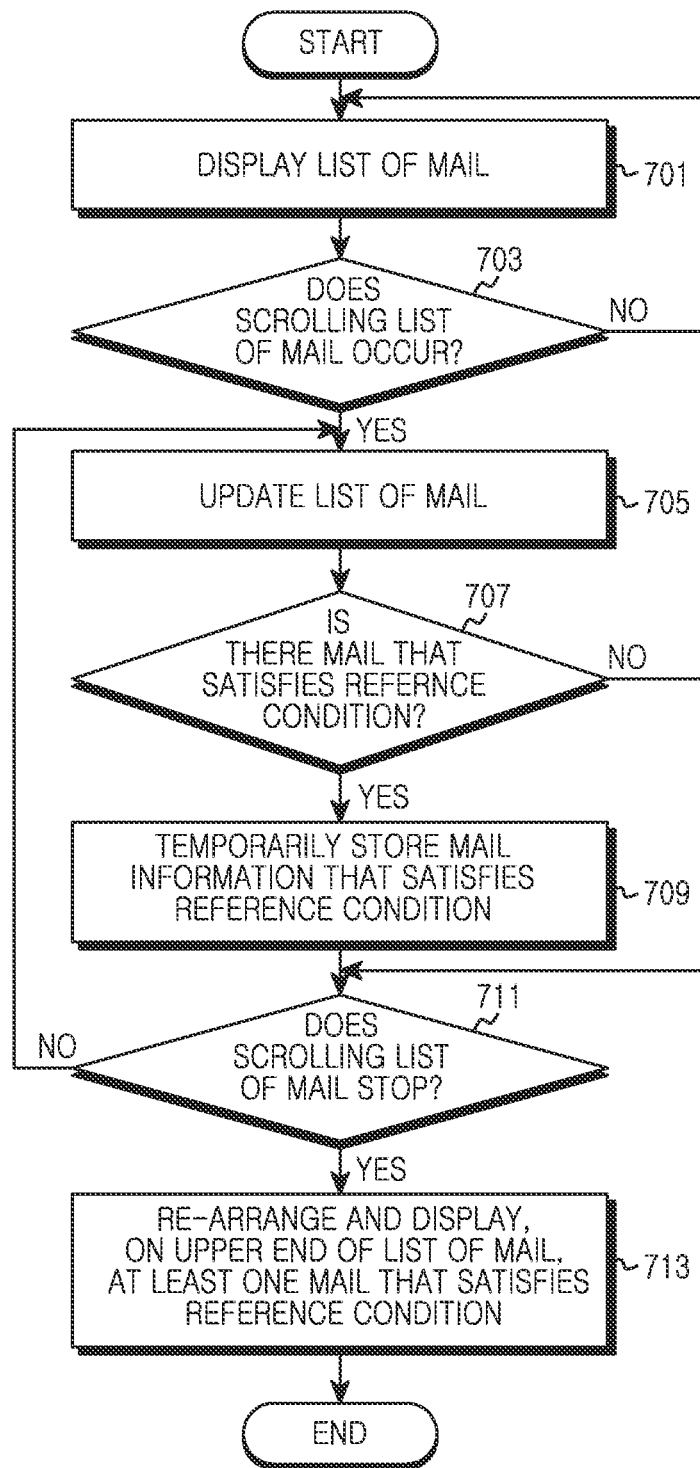 START
DISPLAY LIST OF MAIL
701
703
DOES
SCROLLING LIST
OF MAIL OCCUR?
NO
YES
UPDATE LIST OF MAIL
705
707
IS
THERE MAIL THAT
SATISFIES REFERNCE
CONDITION?
NO
YES
TEMPORARILY STORE MAIL
INFORMATION THAT SATISFIES
REFERENCE CONDITION
709
711
DOES
SCROLLING LIST
OF MAIL STOP?
NO
YES
RE-ARRANGE AND DISPLAY,
ON UPPER END OF LIST OF MAIL,
AT LEAST ONE MAIL THAT SATISFIES
REFERENCE CONDITION
713
END